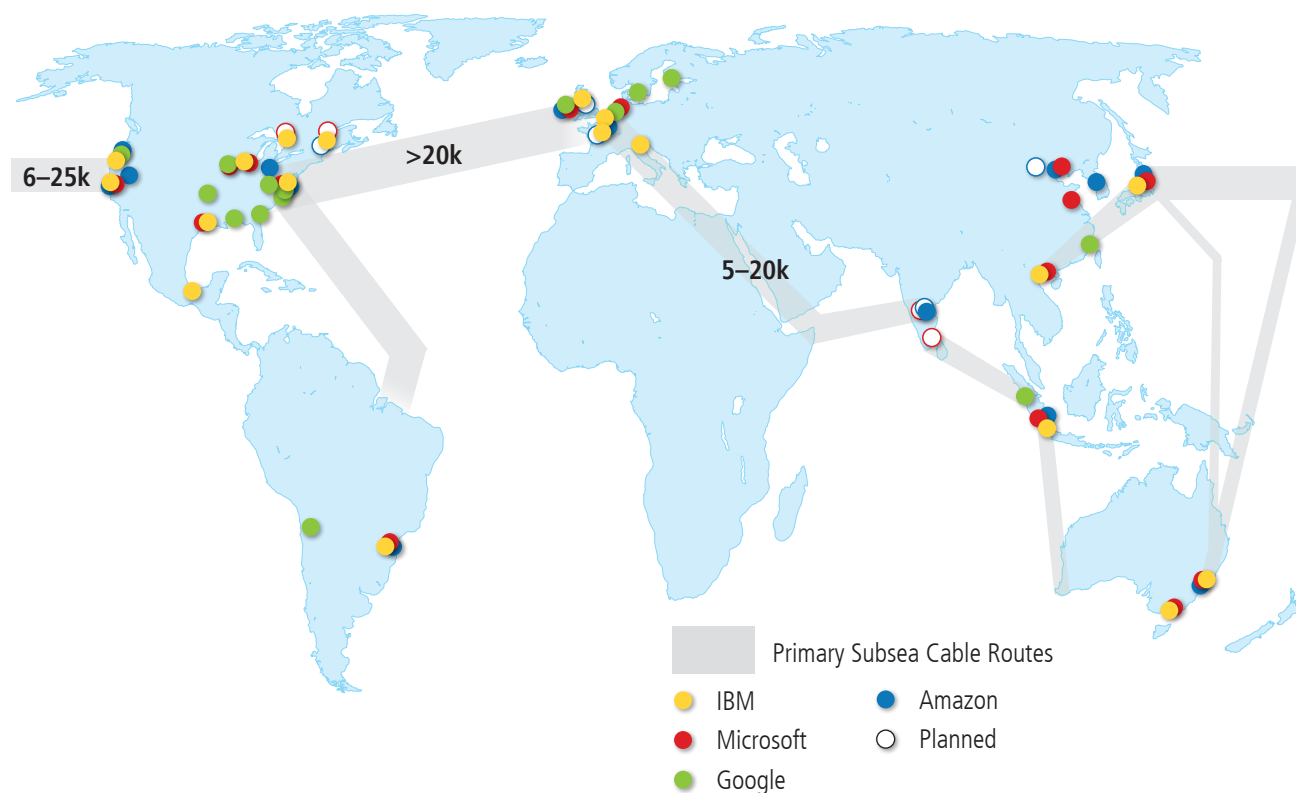 >20k
6–25k
5–20k
Primary Subsea Cable Routes
IBM
Amazon
Microsoft
Planned
Google